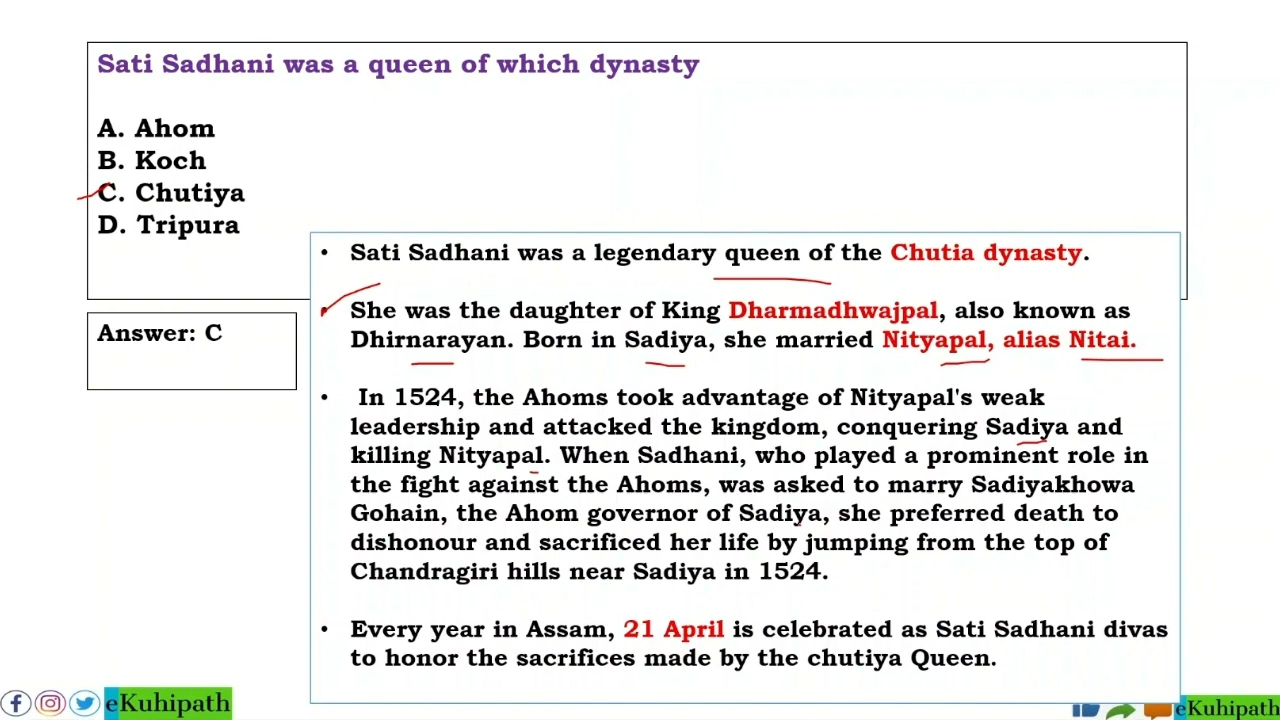 Sati Sadhani was a queen of which dynasty
A. Ahom
B. Koch
C. Chutiya
D. Tripura
Answer: C
• Sati Sadhani was a legendary queen of the Chutia dynasty.
She was the daughter of King Dharmadhwajpal, also known as
Dhirnarayan. Born in Sadiya, she married Nityapal, alias Nitai.
• In 1524, the Ahoms took advantage of Nityapal's weak
leadership and attacked the kingdom, conquering Sadiya and
killing Nityapal. When Sadhani, who played a prominent role in
the fight against the Ahoms, was asked to marry Sadiyakhowa
Gohain, the Ahom governor of Sadiya, she preferred death to
dishonour and sacrificed her life by jumping from the top of
Chandragiri hills near Sadiya in 1524.
• Every year in Assam, 21 April is celebrated as Sati Sadhani divas
to honor the sacrifices made by the chutiya Queen.
eKuhipath
eKuhipath